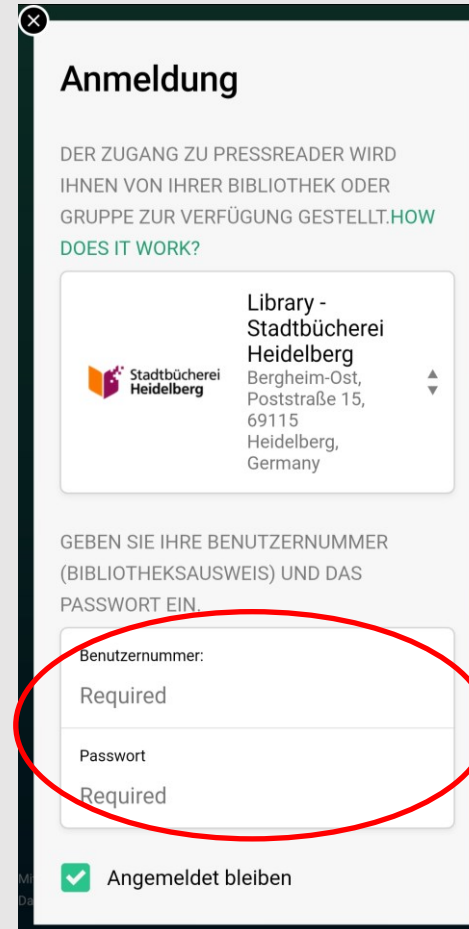 Anmeldung
DER ZUGANG ZU PRESSREADER WIRD
IHNEN VON IHRER BIBLIOTHEK ODER
GRUPPE ZUR VERFÜGUNG GESTELLT.HOW
DOES IT WORK?
Stadtbücherei
Heidelberg
Library -
Stadtbücherei
Heidelberg
Bergheim-Ost,
Poststraße 15,
69115
Heidelberg,
Germany
GEBEN SIE IHRE BENUTZERNUMMER
(BIBLIOTHEKSAUSWEIS) UND DAS
PASSWORT EIN.
Benutzernummer:
Required
Passwort
Required
Angemeldet bleiben